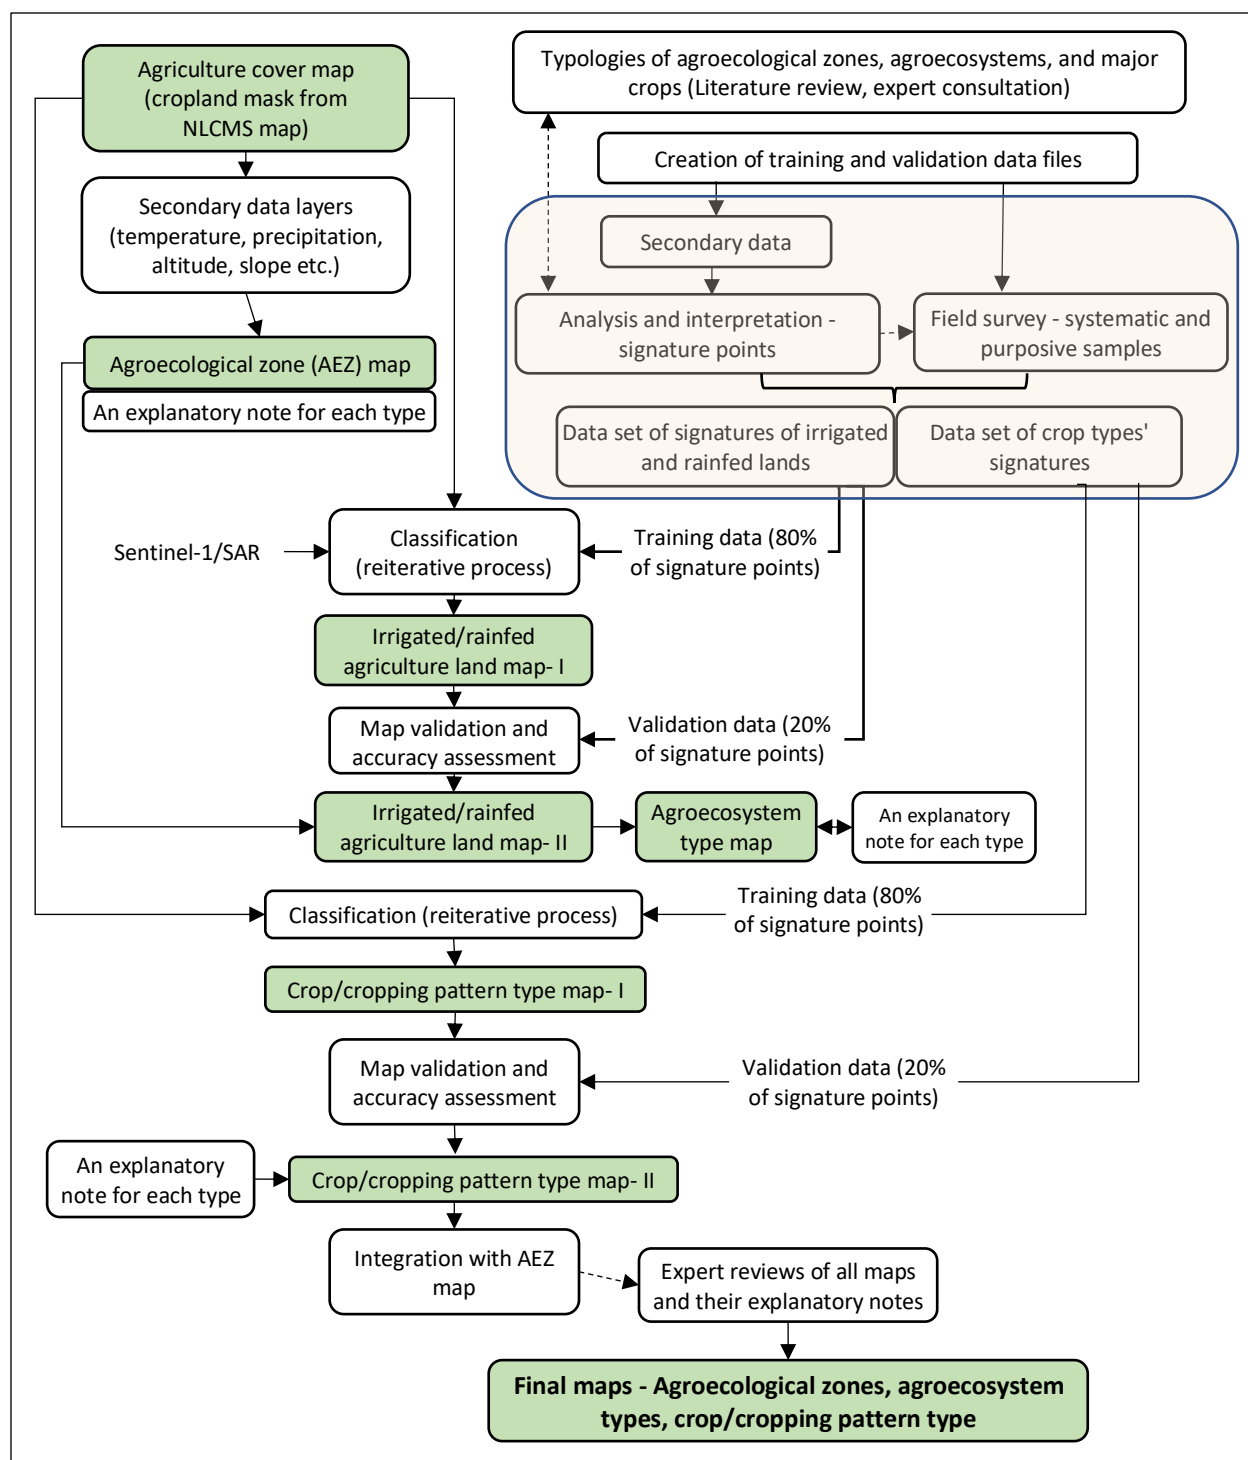 Agriculture cover map
(cropland mask from
NLCMS map)
Typologies of agroecological zones, agroecosystems, and major
crops (Literature review, expert consultation)
Creation of training and validation data files
Secondary data layers
(temperature, precipitation,
altitude, slope etc.)
Secondary data
Analysis and interpretation -
signature points
Field survey - systematic and
purposive samples
Agroecological zone (AEZ) map
An explanatory note for each type
Data set of signatures of irrigated
and rainfed lands
Data set of crop types'
signatures
Sentinel-1/SAR
Classification
(reiterative process)
Training data (80%
of signature points)
Irrigated/rainfed
agriculture land map- I
Map validation and
accuracy assessment
Validation data (20%
of signature points)
Irrigated/rainfed
agriculture land map- II
Agroecosystem
type map
An explanatory
note for each type
Classification (reiterative process)
Training data (80%
of signature points)
Crop/cropping pattern type map- I
Map validation and
accuracy assessment
Validation data (20%
of signature points)
An explanatory
note for each type
Crop/cropping pattern type map- II
Integration with AEZ
map
Expert reviews of all maps
and their explanatory notes
Final maps - Agroecological zones, agroecosystem
types, crop/cropping pattern type